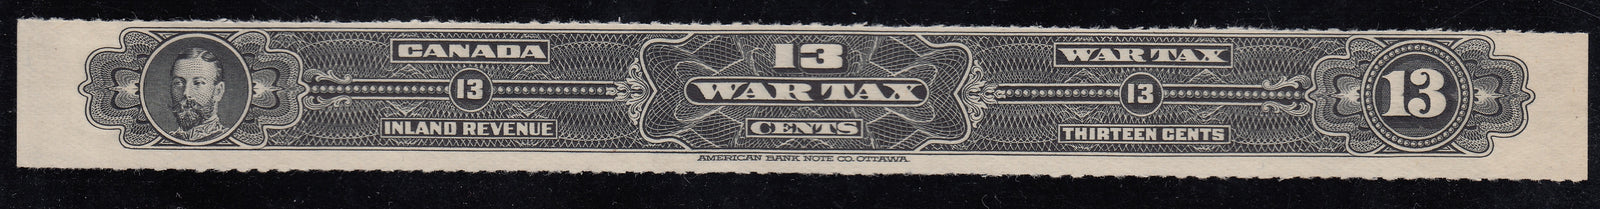 CANADA
13
INLAND REVENUE
13
WAR TAX
CENTS
AMERICAN BANK NOTE CO. OTTAWA.
WAR TAX
13
THIRTEEN CENTS
13